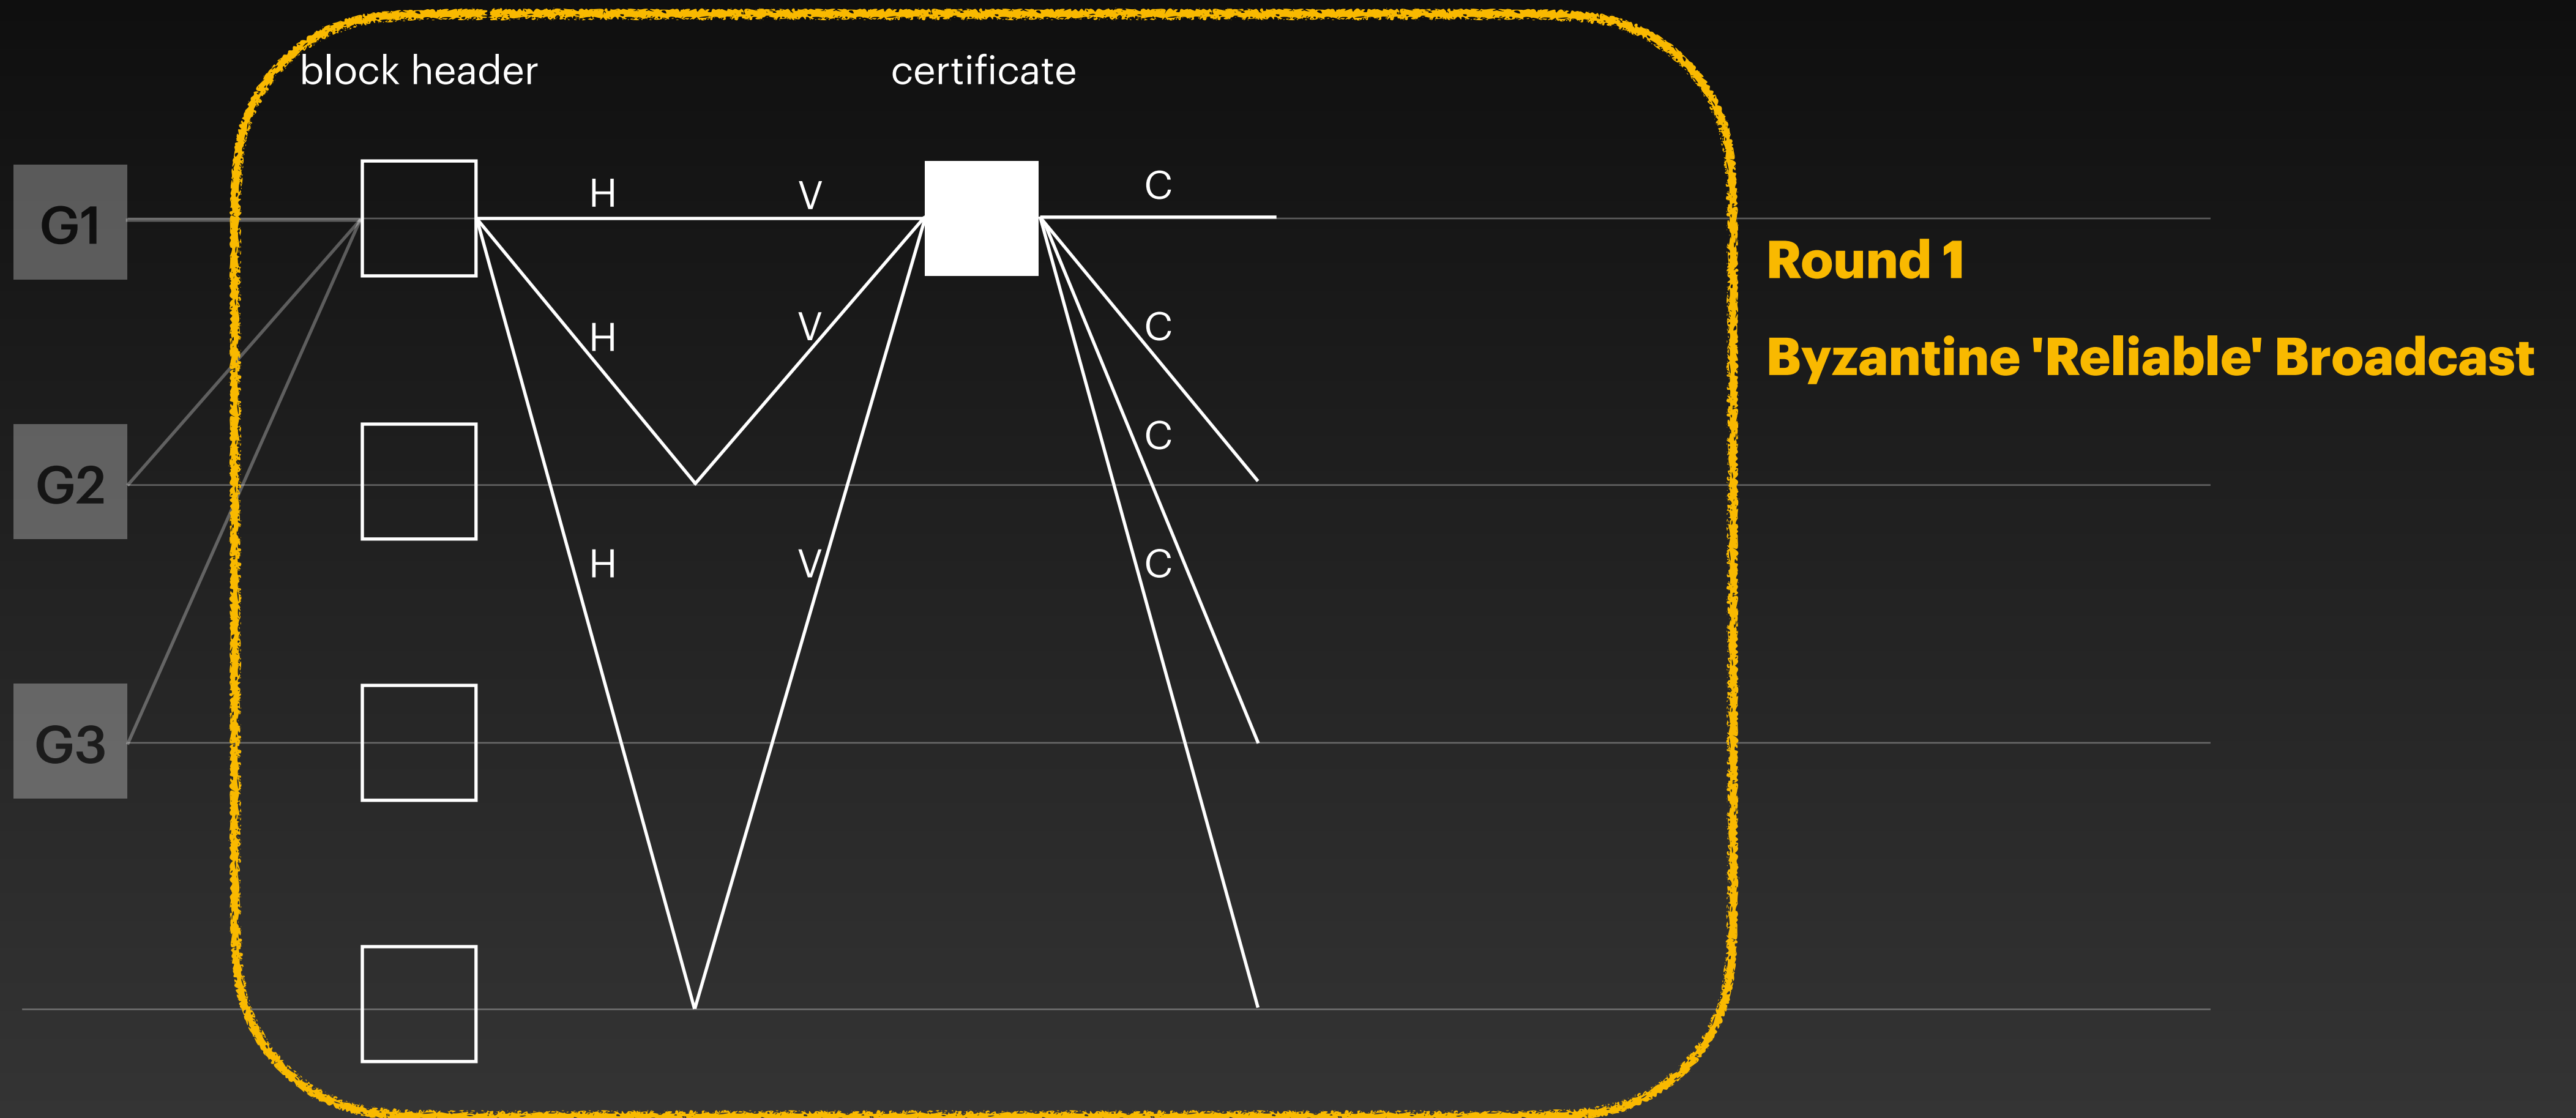 block header
certificate
G1
H
V
C
Round 1
H
V
C
Byzantine 'Reliable' Broadcast
C
G2
H
V
C
G3